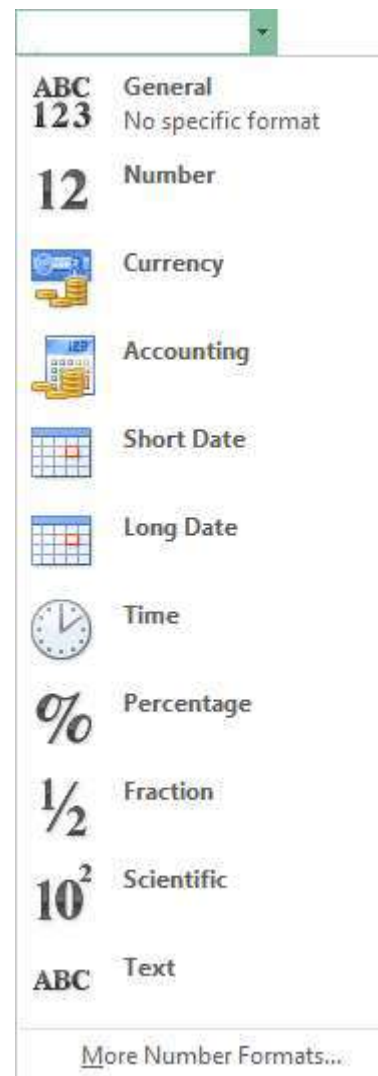 ABC
123
General
No specific format
12
Number
Currency
123
Accounting
Short Date
Long Date
Time
%
Percentage
1/2
Fraction
10²
Scientific
ABC
Text
More Number Formats...